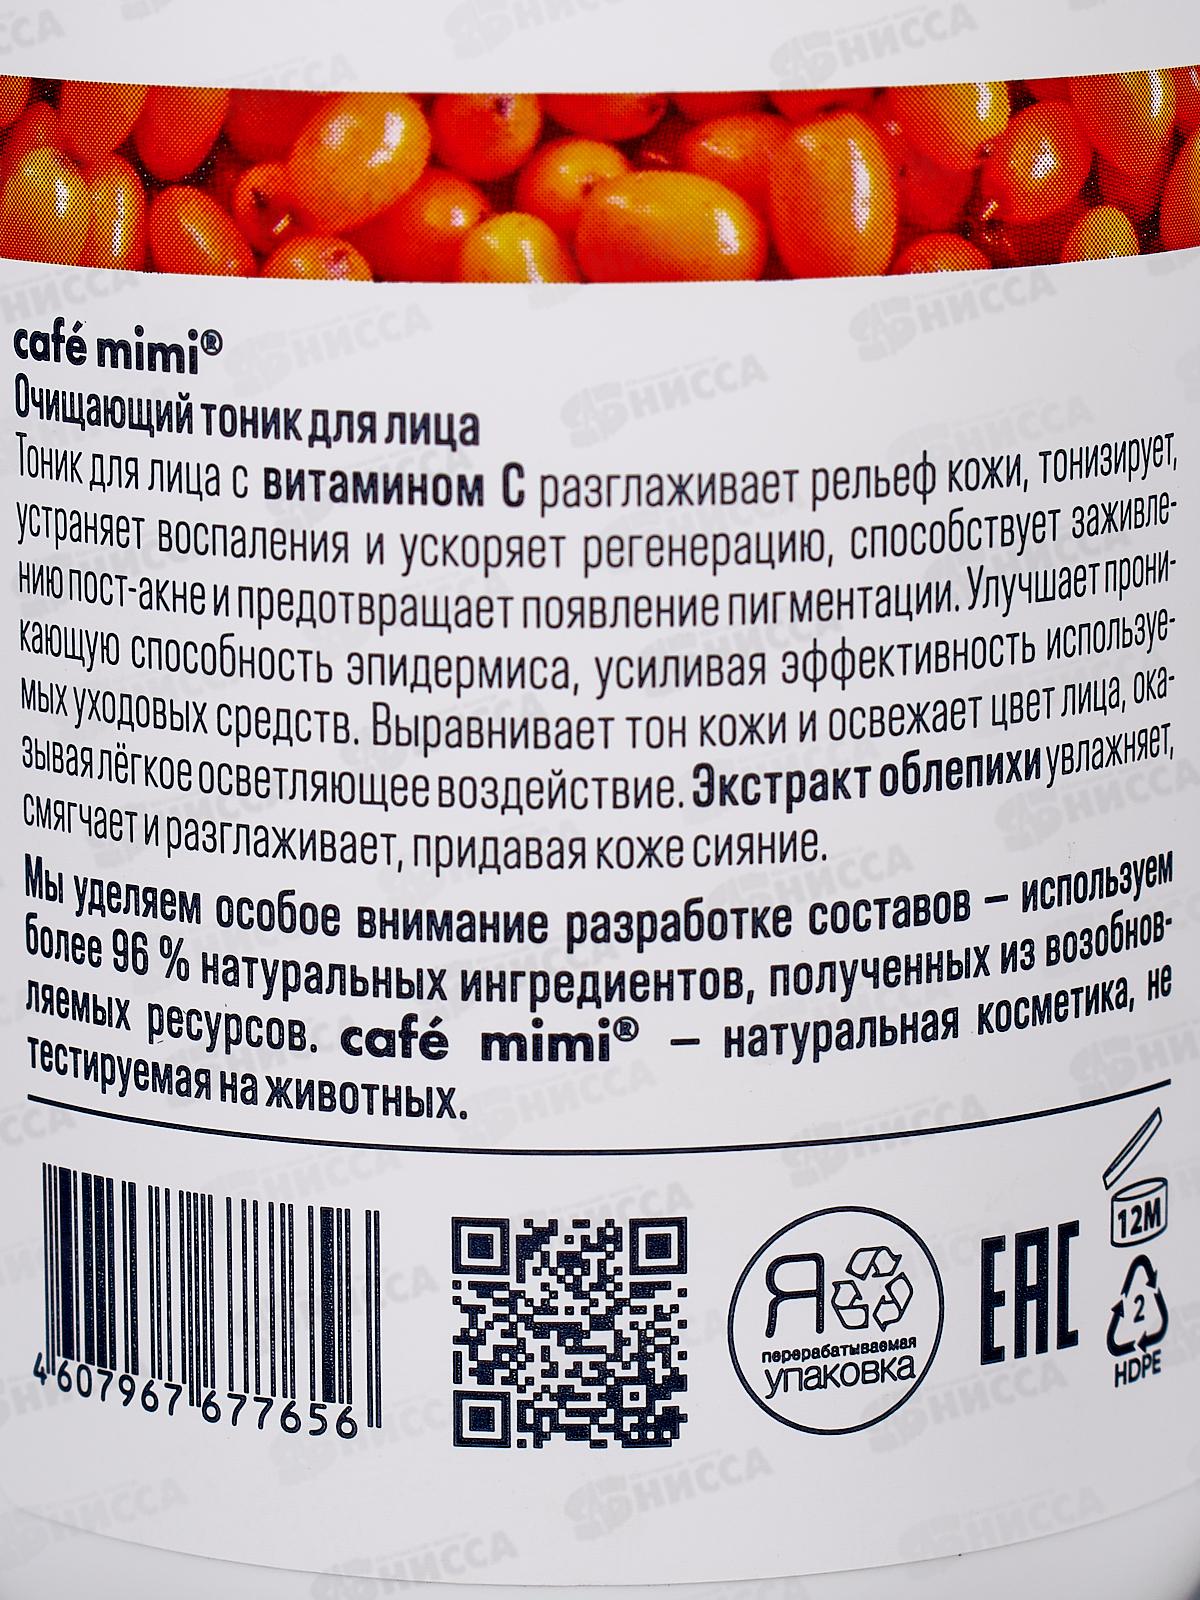 café mimi®
Очищающий тоник для лица
Тоник для лица с витамином С разглаживает рельеф кожи, тонизирует,
устраняет воспаления и ускоряет регенерацию, способствует заживле-
нию пост-акне и предотвращает появление пигментации. Улучшает прони-
кающую способность эпидермиса, усиливая эффективность используе-
мых уходовых средств. Выравнивает тон кожи и освежает цвет лица, ока-
зывая лёгкое осветляющее воздействие. Экстракт облепихи увлажняет,
смягчает и разглаживает, придавая коже сияние.
Мы уделяем особое внимание разработке составов – используем
более 96 % натуральных ингредиентов, полученных из возобнов-
ляемых ресурсов. café mimi® – натуральная косметика, не
тестируемая на животных.
4 607967 677656
Я
перерабатываемая
упаковка
EAC
12M
2
HDPE
НИССА